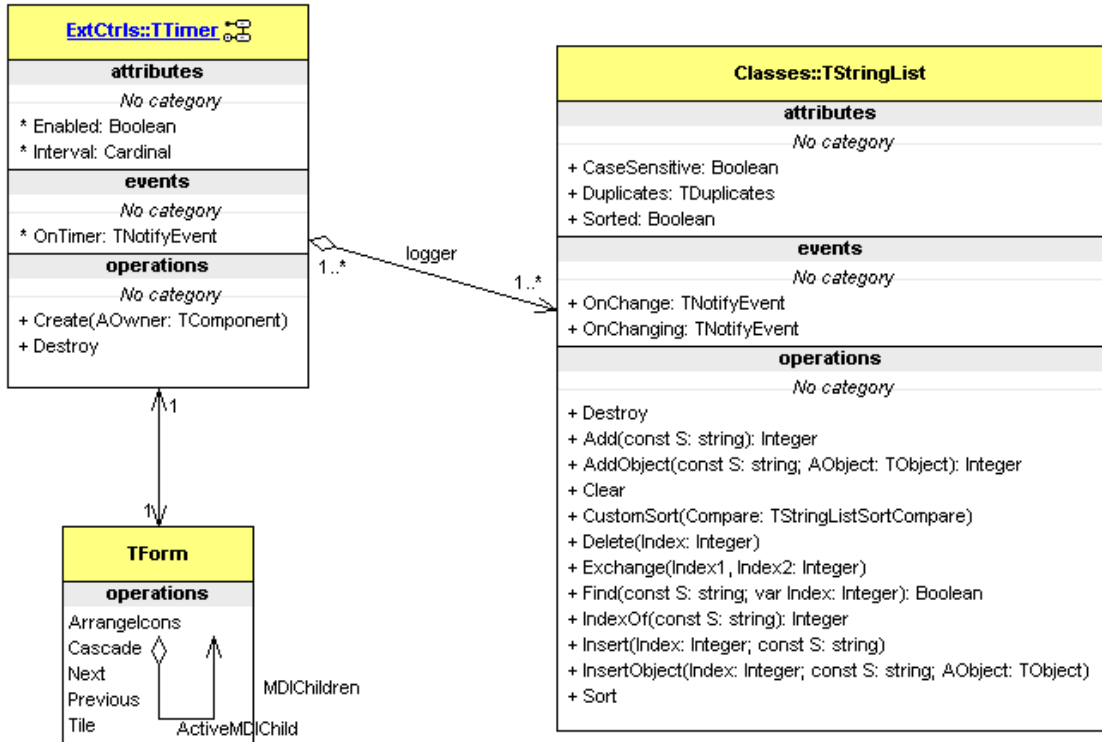 ExtCtrls::TTimer
attributes
No category
* Enabled: Boolean
* Interval: Cardinal
events
No category
* OnTimer: TNotifyEvent
operations
No category
+ Create(AOwner: TComponent)
+ Destroy
1..*
logger
1..*
Classes::TStringList
attributes
No category
+ CaseSensitive: Boolean
+ Duplicates: TDuplicates
+ Sorted: Boolean
events
No category
+ OnChange: TNotifyEvent
+ OnChanging: TNotifyEvent
operations
No category
+ Destroy
+ Add(const S: string): Integer
+ AddObject(const S: string; AObject: TObject): Integer
+ Clear
+ CustomSort(Compare: TStringListSortCompare)
+ Delete(Index: Integer)
+ Exchange(Index1, Index2: Integer)
+ Find(const S: string; var Index: Integer): Boolean
+ IndexOf(const S: string): Integer
+ Insert(Index: Integer; const S: string)
+ InsertObject(Index: Integer; const S: string; AObject: TObject)
+ Sort
1
1
TForm
operations
ArrangeIcons
Cascade
Next
Previous
Tile
MDIChildren
ActiveMDIChild